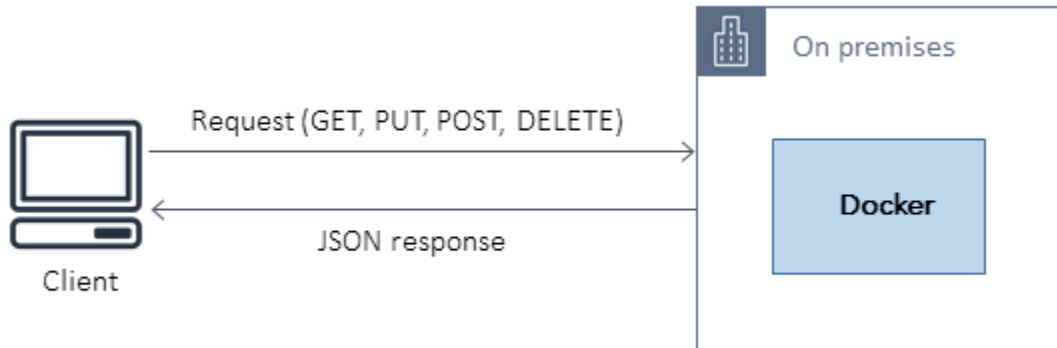 On premises
Request (GET, PUT, POST, DELETE)
Docker
JSON response
Client